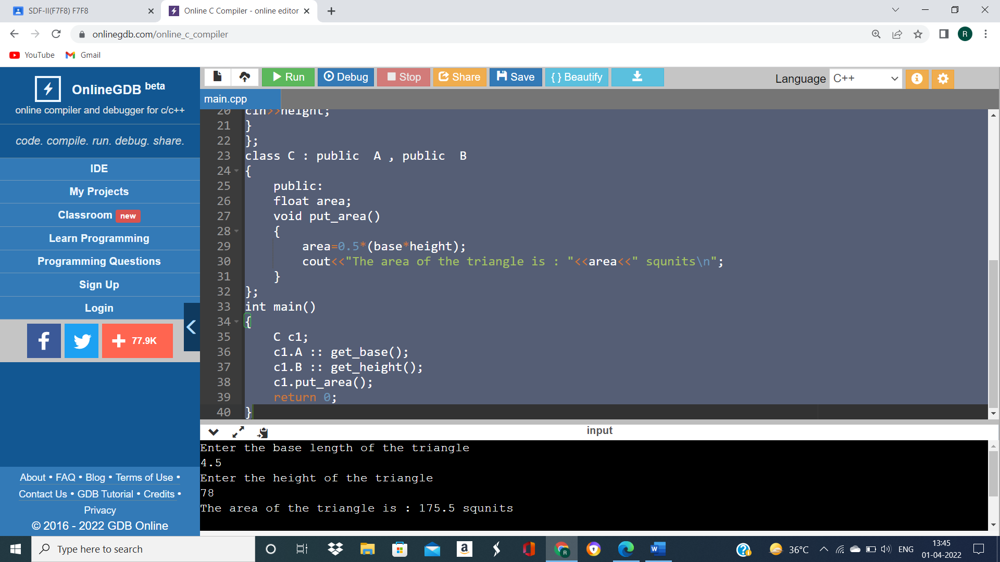 SDF-II(F7F8) F7F8
Online C Compiler - online editor
onlinegdb.com/online_c_compiler
R
YouTube
Gmail
OnlineGDB beta
online compiler and debugger for c/c++
code. compile. run. debug. share.
IDE
My Projects
Classroom new
Learn Programming
Programming Questions
Sign Up
Login
f
77.9K
About • FAQ • Blog • Terms of Use •
Contact Us • GDB Tutorial • Credits •
Privacy
© 2016 - 2022 GDB Online
Run
Debug
Stop
Share
Save
{ } Beautify
Language
C++
main.cpp
20 cin>>height;
21 }
22 };
23 class C : public  A , public  B
24 {
25     public:
26     float area;
27     void put_area()
28     {
29         area=0.5*(base*height);
30         cout<<"The area of the triangle is : "<<area<<" squnits\n";
31     }
32 };
33 int main()
34 {
35     C c1;
36     c1.A :: get_base();
37     c1.B :: get_height();
38     c1.put_area();
39     return 0;
40 }
input
Enter the base length of the triangle
4.5
Enter the height of the triangle
78
The area of the triangle is : 175.5 squnits
Type here to search
36°C
ENG
13:45
01-04-2022